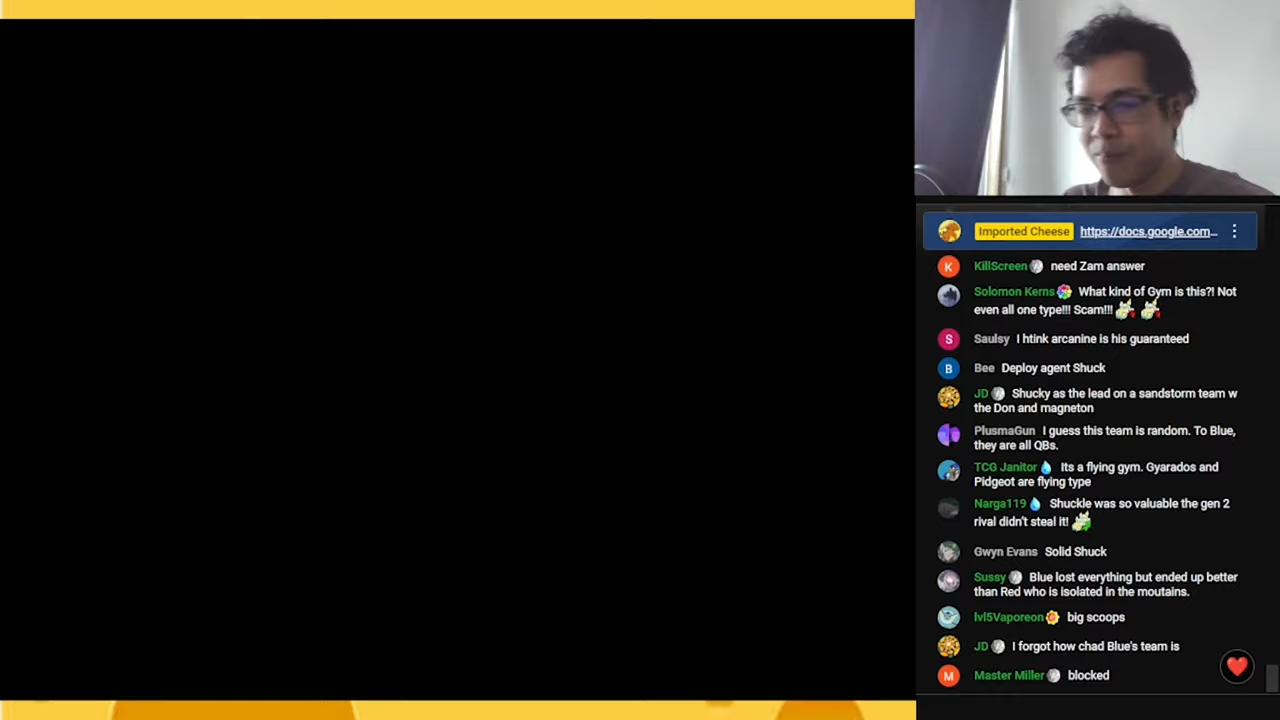 Imported Cheese https://docs.google.com...
KillScreen need Zam answer
Solomon Kerns What kind of Gym is this?! Not
even all one type!!! Scam!!!
Saulsy I htink arcanine is his guaranteed
Bee Deploy agent Shuck
JD Shucky as the lead on a sandstorm team w
the Don and magneton
PlusmaGun I guess this team is random. To Blue,
they are all QBs.
TCG Janitor Its a flying gym. Gyarados and
Pidgeot are flying type
Narga119 Shuckle was so valuable the gen 2
rival didn't steal it!
Gwyn Evans Solid Shuck
Sussy Blue lost everything but ended up better
than Red who is isolated in the moutains.
lvl5Vaporeon big scoops
JD I forgot how chad Blue's team is
Master Miller blocked
K
S
B
M